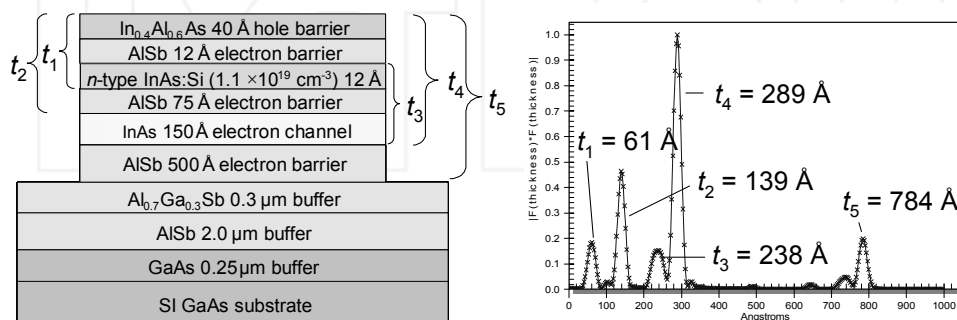 In₀.₄Al₀.₆As 40 Å hole barrier
AlSb 12 Å electron barrier
n-type InAs:Si (1.1 ×10¹⁹ cm⁻³) 12 Å
AlSb 75 Å electron barrier
InAs 150Å electron channel
AlSb 500 Å electron barrier
Al₀.₇Ga₀.₃Sb 0.3 μm buffer
AlSb 2.0 μm buffer
GaAs 0.25μm buffer
SI GaAs substrate
t₂
t₁
t₃
t₄
t₅
|F(thickness)*F(thickness)|
1.0
0.9
0.8
0.7
0.6
0.5
0.4
0.3
0.2
0.1
0.0
t₁ = 61 Å
t₂ = 139 Å
t₃ = 238 Å
t₄ = 289 Å
t₅ = 784 Å
0 100 200 300 400 500 600 700 800 900 1000
Angstroms